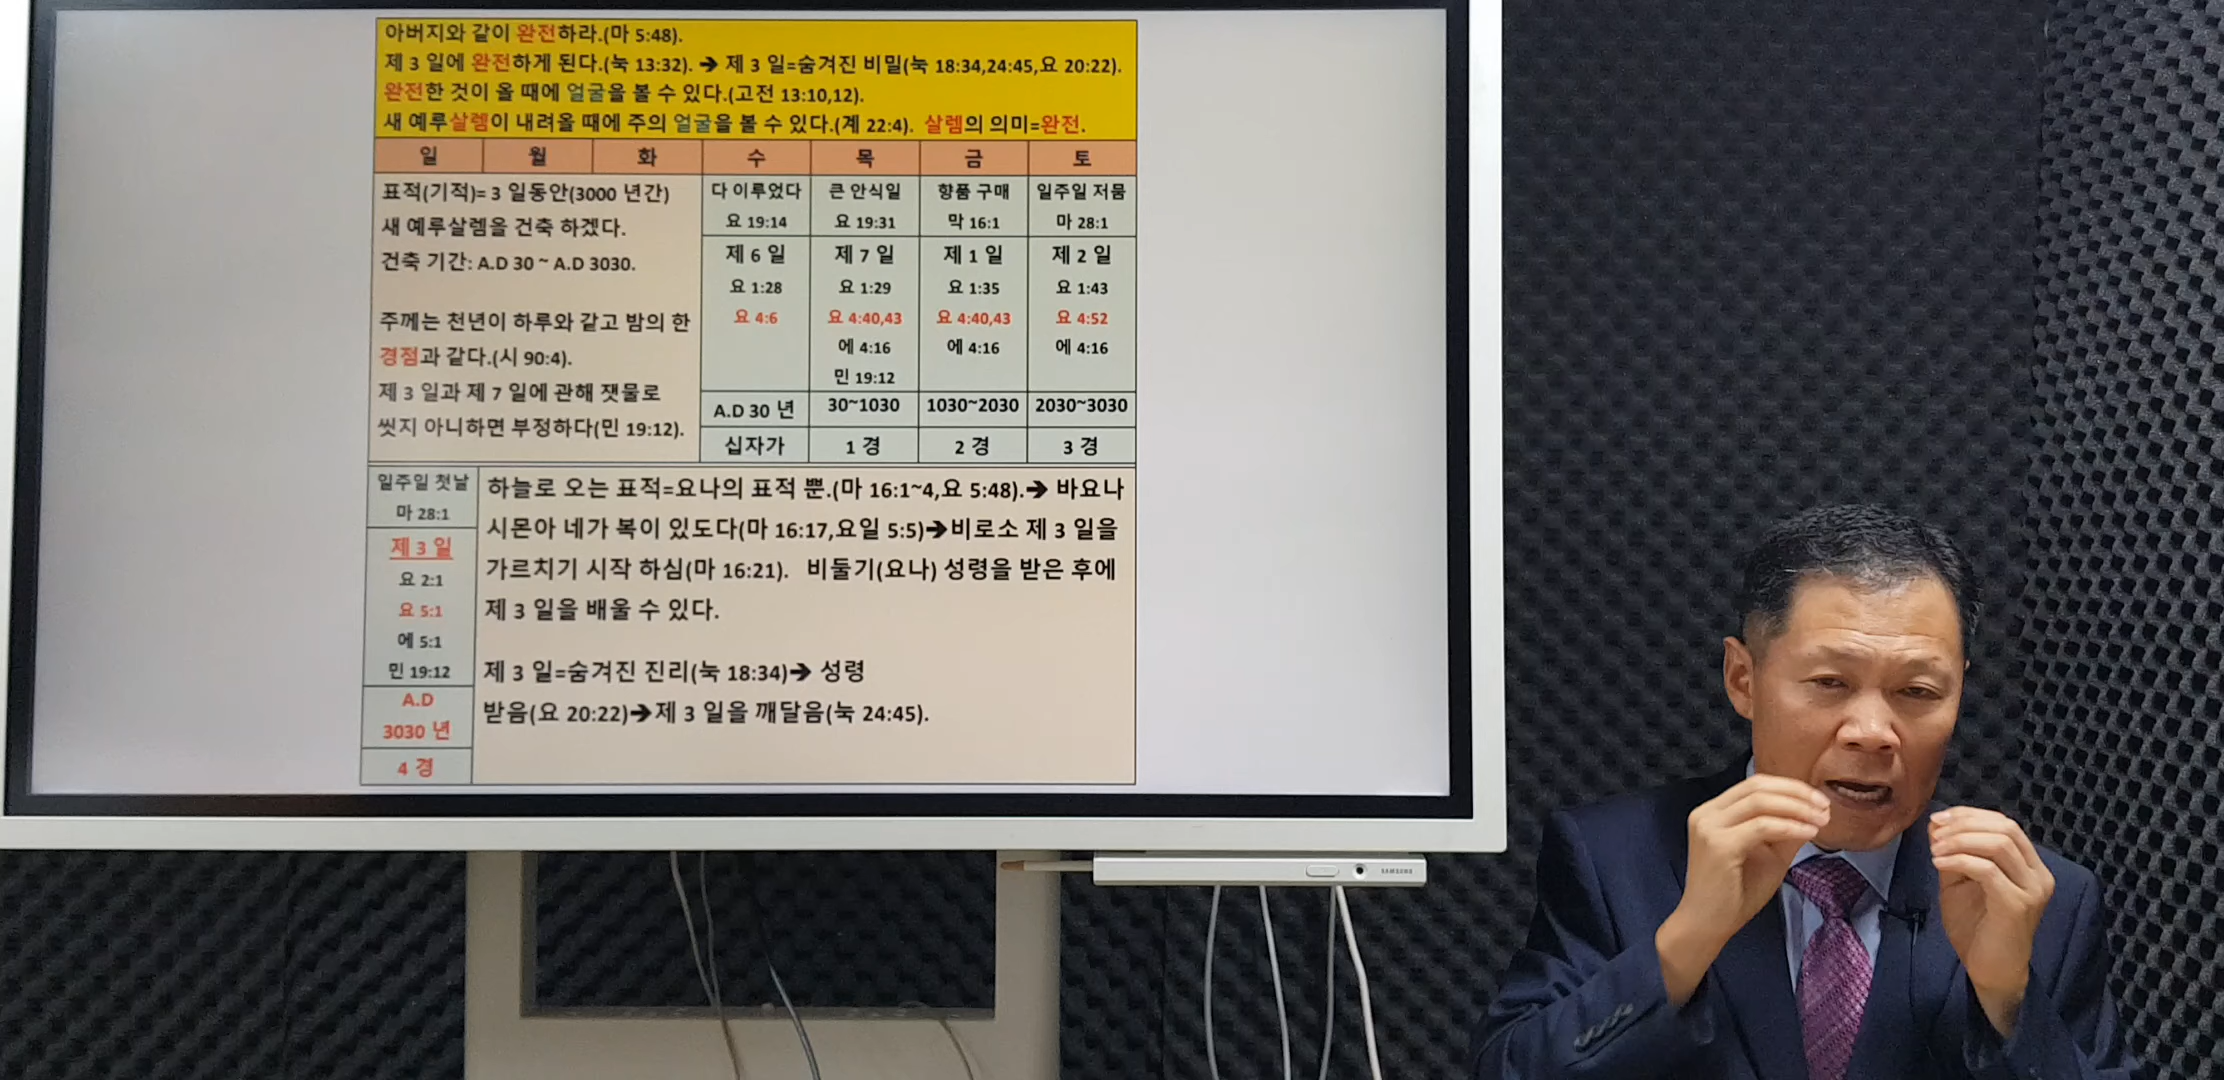 아버지와 같이 완전하라.(마 5:48).
제 3 일에 완전하게 된다.(눅 13:32). ➔ 제 3 일=숨겨진 비밀(눅 18:34,24:45,요 20:22).
완전한 것이 올 때에 얼굴을 볼 수 있다.(고전 13:10,12).
새 예루살렘이 내려올 때에 주의 얼굴을 볼 수 있다.(계 22:4). 살렘의 의미=완전.
일 월 화 수 목 금 토
표적(기적)= 3 일동안(3000 년간)
새 예루살렘을 건축 하겠다.
건축 기간: A.D 30 ~ A.D 3030.
주께는 천년이 하루와 같고 밤의 한
경점과 같다.(시 90:4).
제 3 일과 제 7 일에 관해 잿물로
씻지 아니하면 부정하다(민 19:12).
다 이루었다 큰 안식일 향품 구매 일주일 저뭄
요 19:14 요 19:31 막 16:1 마 28:1
제 6 일 제 7 일 제 1 일 제 2 일
요 1:28 요 1:29 요 1:35 요 1:43
요 4:6 요 4:40,43 요 4:40,43 요 4:52
에 4:16 에 4:16 에 4:16
민 19:12
A.D 30 년 30~1030 1030~2030 2030~3030
십자가 1 경 2 경 3 경
일주일 첫날
마 28:1
제 3 일
요 2:1
요 5:1
에 5:1
민 19:12
A.D
3030 년
4 경
하늘로 오는 표적=요나의 표적 뿐.(마 16:1~4,요 5:48).➔ 바요나
시몬아 네가 복이 있도다(마 16:17,요일 5:5)➔비로소 제 3 일을
가르치기 시작 하심(마 16:21). 비둘기(요나) 성령을 받은 후에
제 3 일을 배울 수 있다.
제 3 일=숨겨진 진리(눅 18:34)➔ 성령
받음(요 20:22)➔제 3 일을 깨달음(눅 24:45).
SAMSUNG